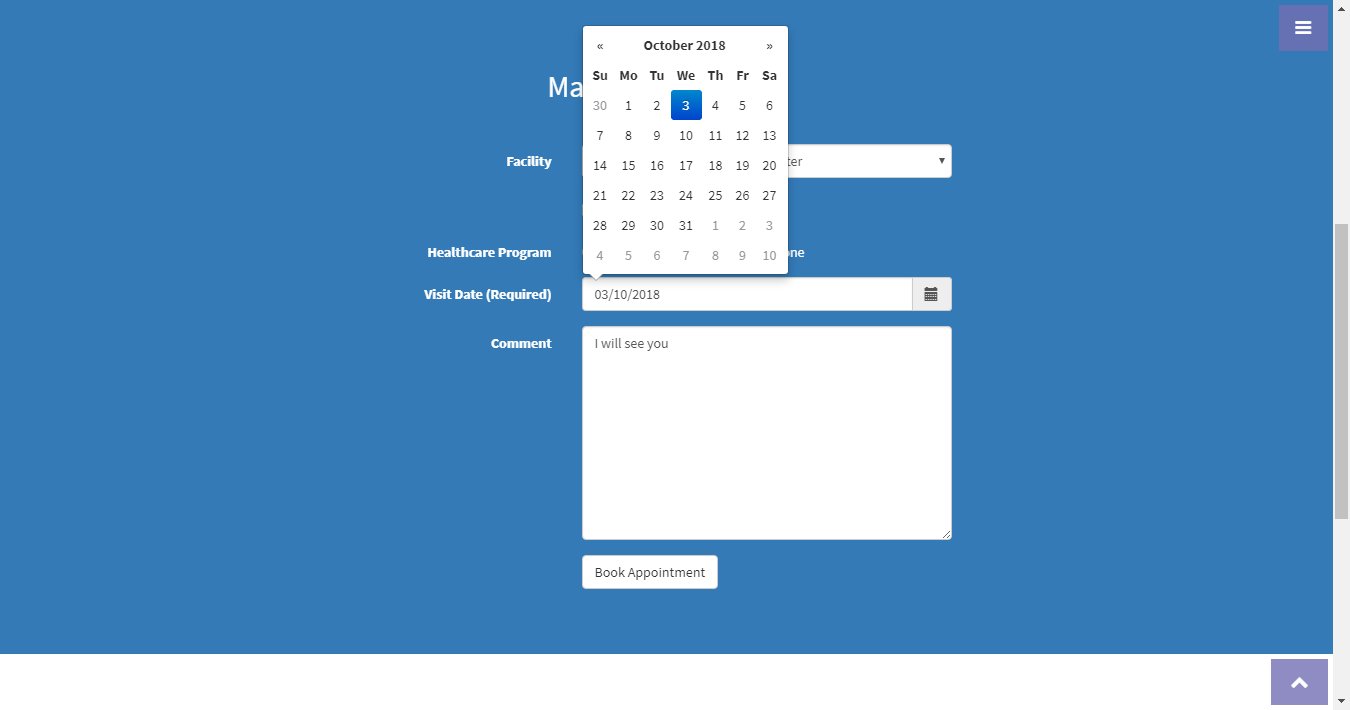 « October 2018 »
Su Mo Tu We Th Fr Sa
30 1 2 3 4 5 6
7 8 9 10 11 12 13
14 15 16 17 18 19 20
21 22 23 24 25 26 27
28 29 30 31 1 2 3
4 5 6 7 8 9 10
Ma
Facility
ter
Healthcare Program
one
Visit Date (Required)
03/10/2018
Comment
I will see you
Book Appointment